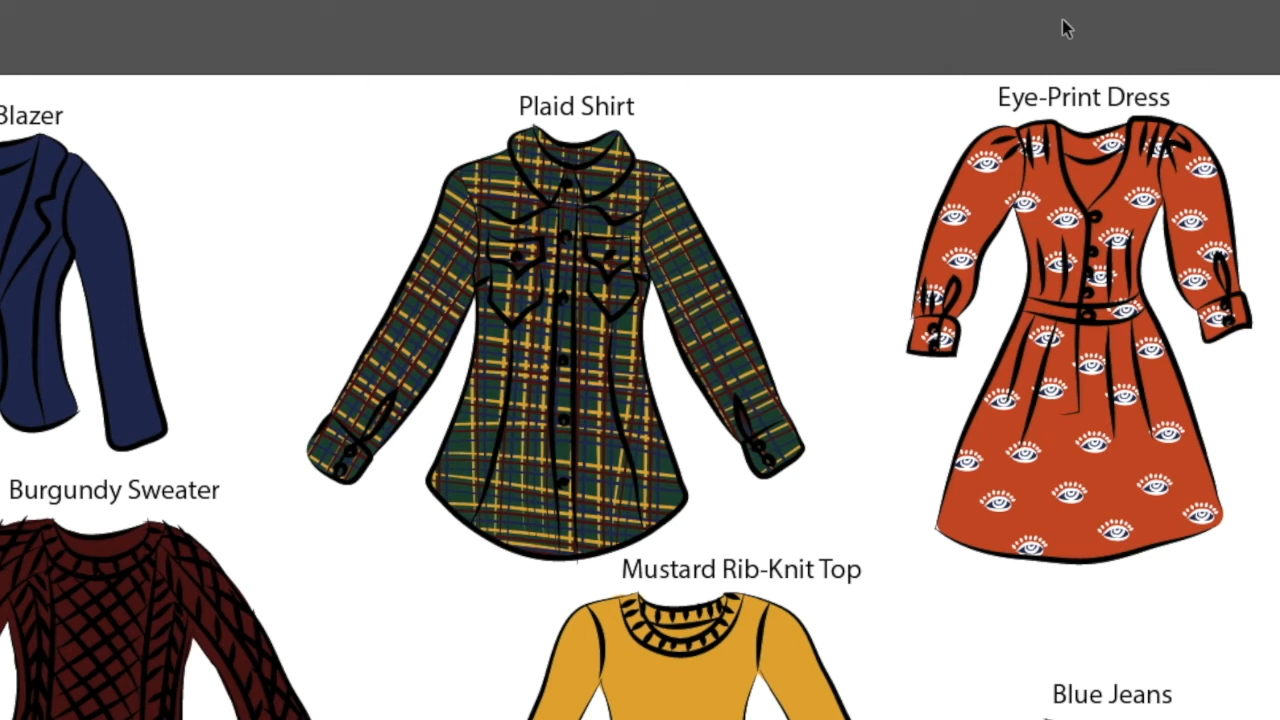 Blazer
Plaid Shirt
Eye-Print Dress
Burgundy Sweater
Mustard Rib-Knit Top
Blue Jeans